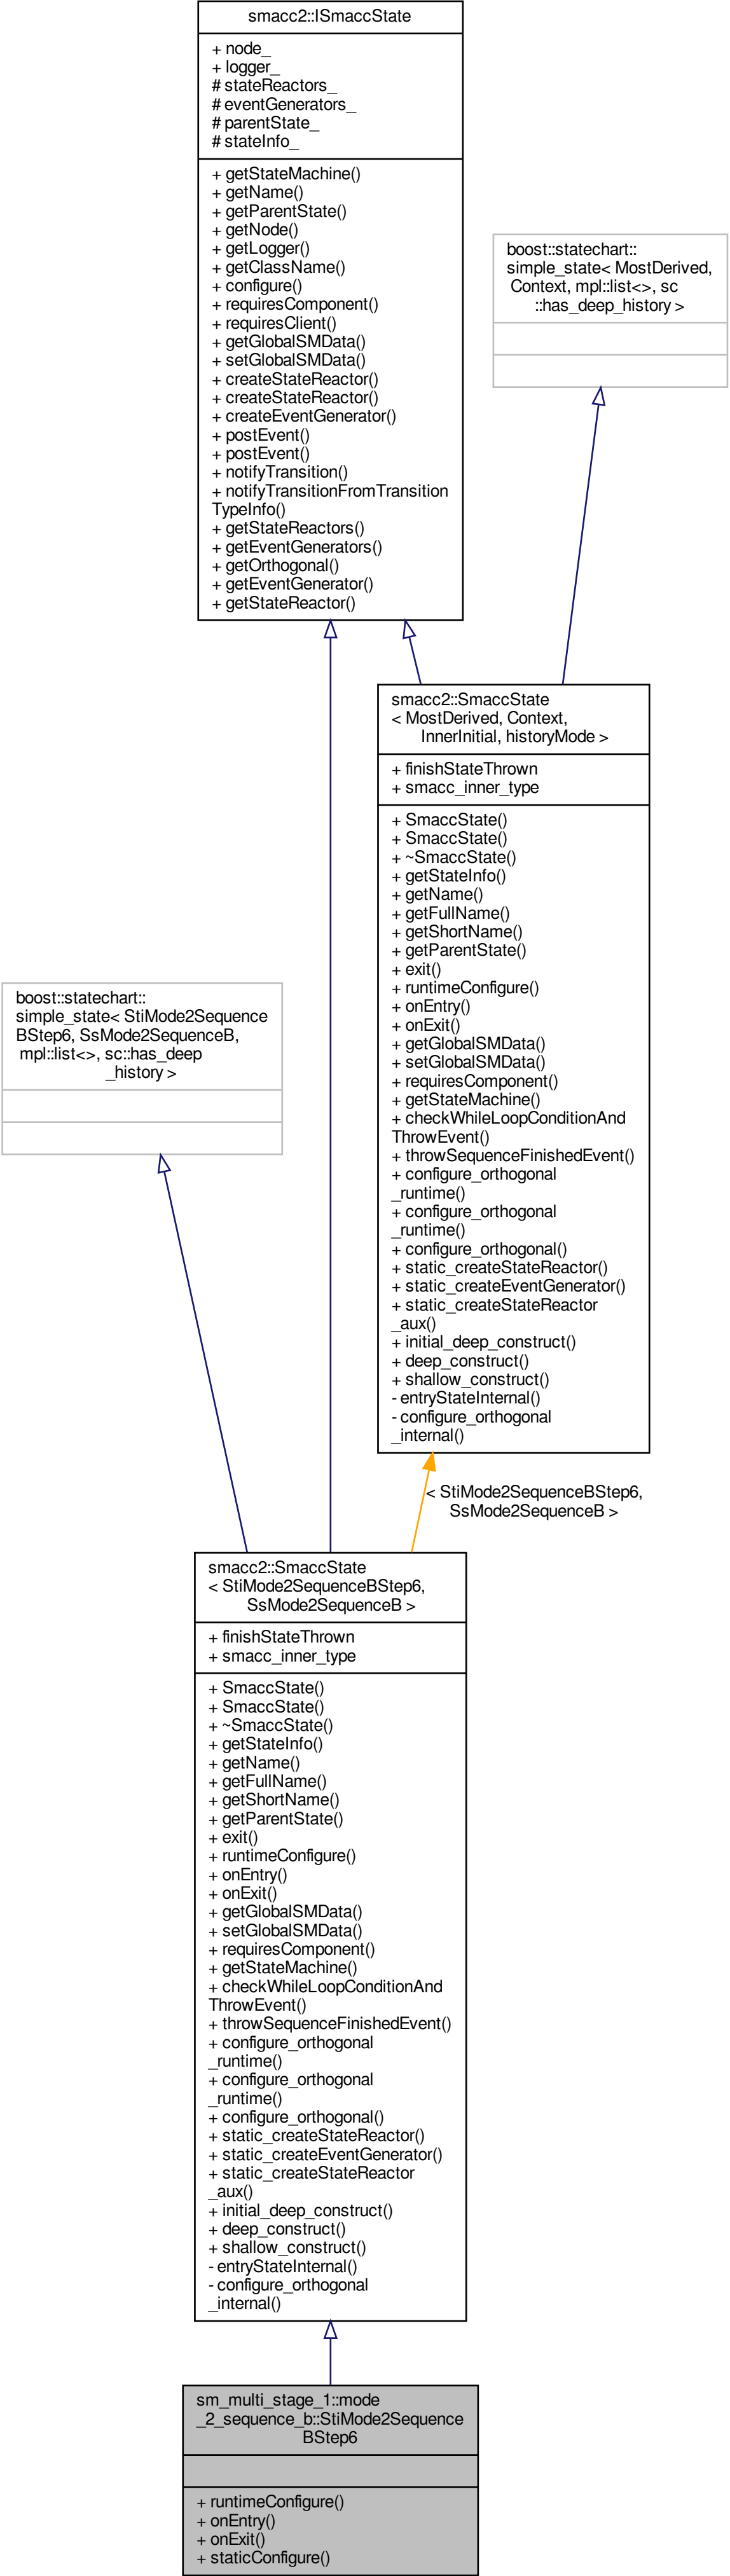 smacc2::ISmaccState
+ node_
+ logger_
# stateReactors_
# eventGenerators_
# parentState_
# stateInfo_
+ getStateMachine()
+ getName()
+ getParentState()
+ getNode()
+ getLogger()
+ getClassName()
+ configure()
+ requiresComponent()
+ requiresClient()
+ getGlobalSMData()
+ setGlobalSMData()
+ createStateReactor()
+ createStateReactor()
+ createEventGenerator()
+ postEvent()
+ postEvent()
+ notifyTransition()
+ notifyTransitionFromTransition
TypeInfo()
+ getStateReactors()
+ getEventGenerators()
+ getOrthogonal()
+ getEventGenerator()
+ getStateReactor()
boost::statechart::
simple_state< MostDerived,
Context, mpl::list<>, sc
::has_deep_history >
smacc2::SmaccState
< MostDerived, Context,
InnerInitial, historyMode >
+ finishStateThrown
+ smacc_inner_type
+ SmaccState()
+ SmaccState()
+ ~SmaccState()
+ getStateInfo()
+ getName()
+ getFullName()
+ getShortName()
+ getParentState()
+ exit()
+ runtimeConfigure()
+ onEntry()
+ onExit()
+ getGlobalSMData()
+ setGlobalSMData()
+ requiresComponent()
+ getStateMachine()
+ checkWhileLoopConditionAnd
ThrowEvent()
+ throwSequenceFinishedEvent()
+ configure_orthogonal
_runtime()
+ configure_orthogonal
_runtime()
+ configure_orthogonal()
+ static_createStateReactor()
+ static_createEventGenerator()
+ static_createStateReactor
_aux()
+ initial_deep_construct()
+ deep_construct()
+ shallow_construct()
- entryStateInternal()
- configure_orthogonal
_internal()
boost::statechart::
simple_state< StiMode2Sequence
BStep6, SsMode2SequenceB,
mpl::list<>, sc::has_deep
_history >
< StiMode2SequenceBStep6,
SsMode2SequenceB >
smacc2::SmaccState
< StiMode2SequenceBStep6,
SsMode2SequenceB >
+ finishStateThrown
+ smacc_inner_type
+ SmaccState()
+ SmaccState()
+ ~SmaccState()
+ getStateInfo()
+ getName()
+ getFullName()
+ getShortName()
+ getParentState()
+ exit()
+ runtimeConfigure()
+ onEntry()
+ onExit()
+ getGlobalSMData()
+ setGlobalSMData()
+ requiresComponent()
+ getStateMachine()
+ checkWhileLoopConditionAnd
ThrowEvent()
+ throwSequenceFinishedEvent()
+ configure_orthogonal
_runtime()
+ configure_orthogonal
_runtime()
+ configure_orthogonal()
+ static_createStateReactor()
+ static_createEventGenerator()
+ static_createStateReactor
_aux()
+ initial_deep_construct()
+ deep_construct()
+ shallow_construct()
- entryStateInternal()
- configure_orthogonal
_internal()
sm_multi_stage_1::mode
_2_sequence_b::StiMode2Sequence
BStep6
+ runtimeConfigure()
+ onEntry()
+ onExit()
+ staticConfigure()